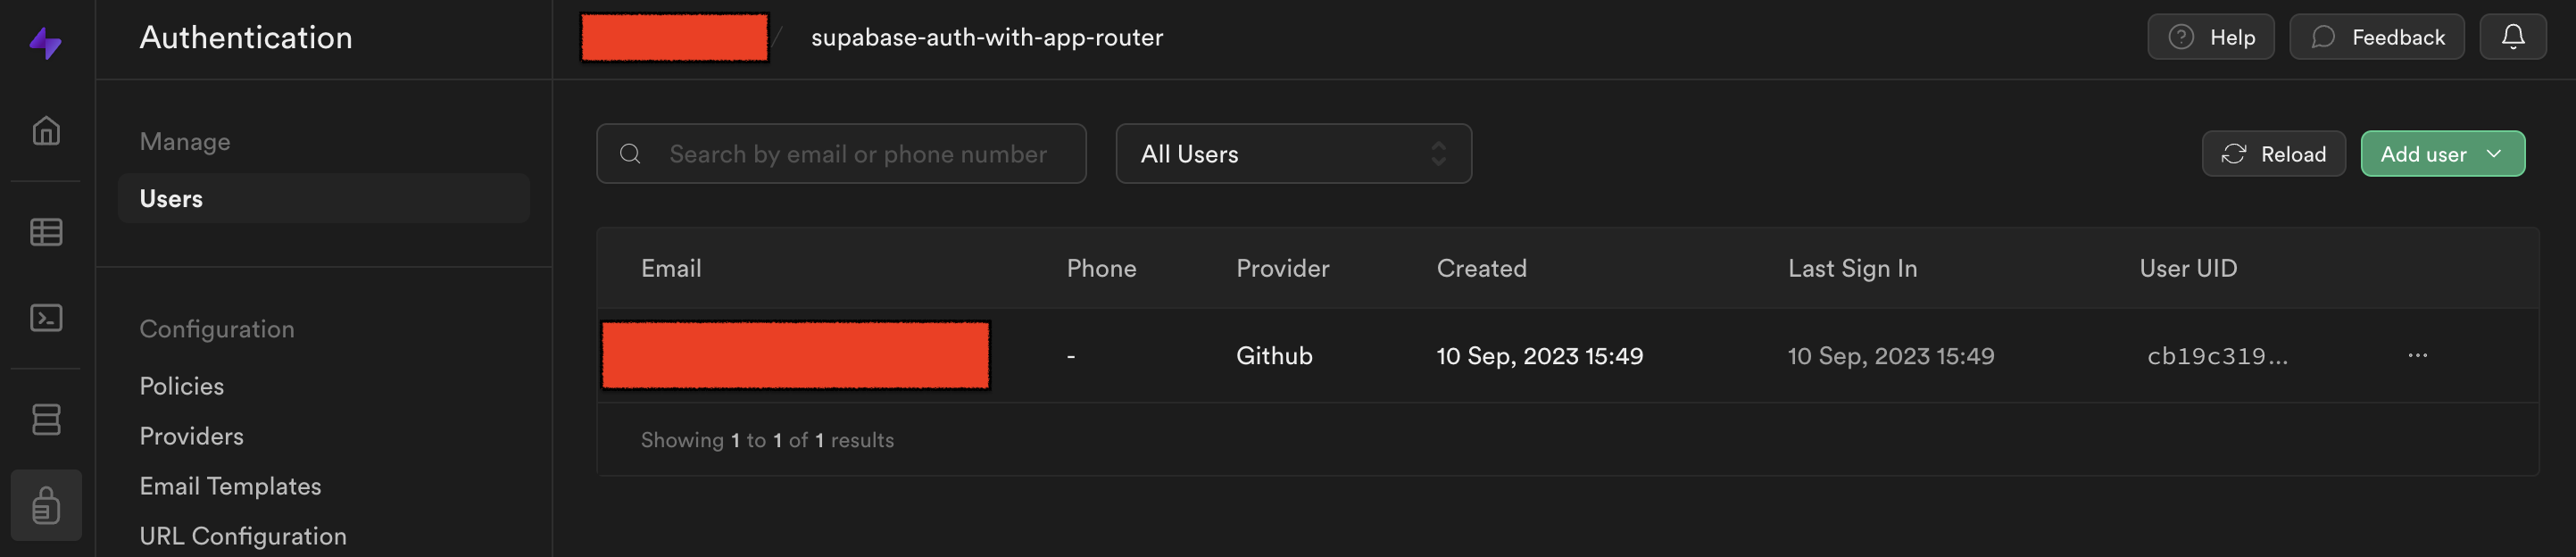 Authentication
/ supabase-auth-with-app-router
Help
Feedback
Manage
Users
Configuration
Policies
Providers
Email Templates
URL Configuration
Search by email or phone number
All Users
Reload
Add user
Email Phone Provider Created Last Sign In User UID
- Github 10 Sep, 2023 15:49 10 Sep, 2023 15:49 cb19c319...
Showing 1 to 1 of 1 results